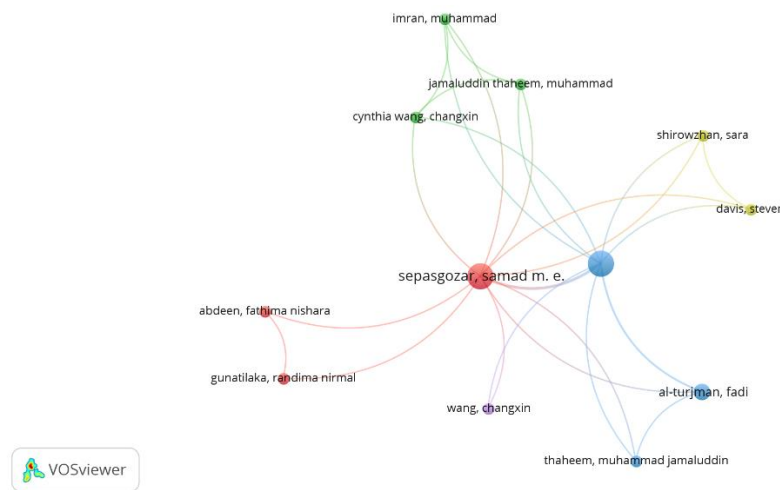 imran, muhammad
jamaluddin thaheem, muhammad
cynthia wang, changxin
shirowzhan, sara
davis, steven
sepasgozar, samad m. e.
abdeen, fathima nishara
gunatilaka, randima nirmal
al-turjman, fadi
wang, changxin
thaheem, muhammad jamaluddin
VOSviewer